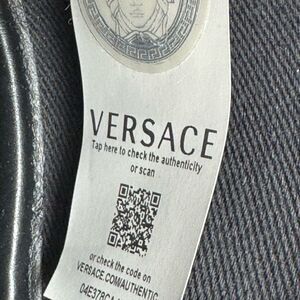 VERSACE
Tap here to check the authenticity
or scan
or check the code on
VERSACE.COM/AUTHENTIC